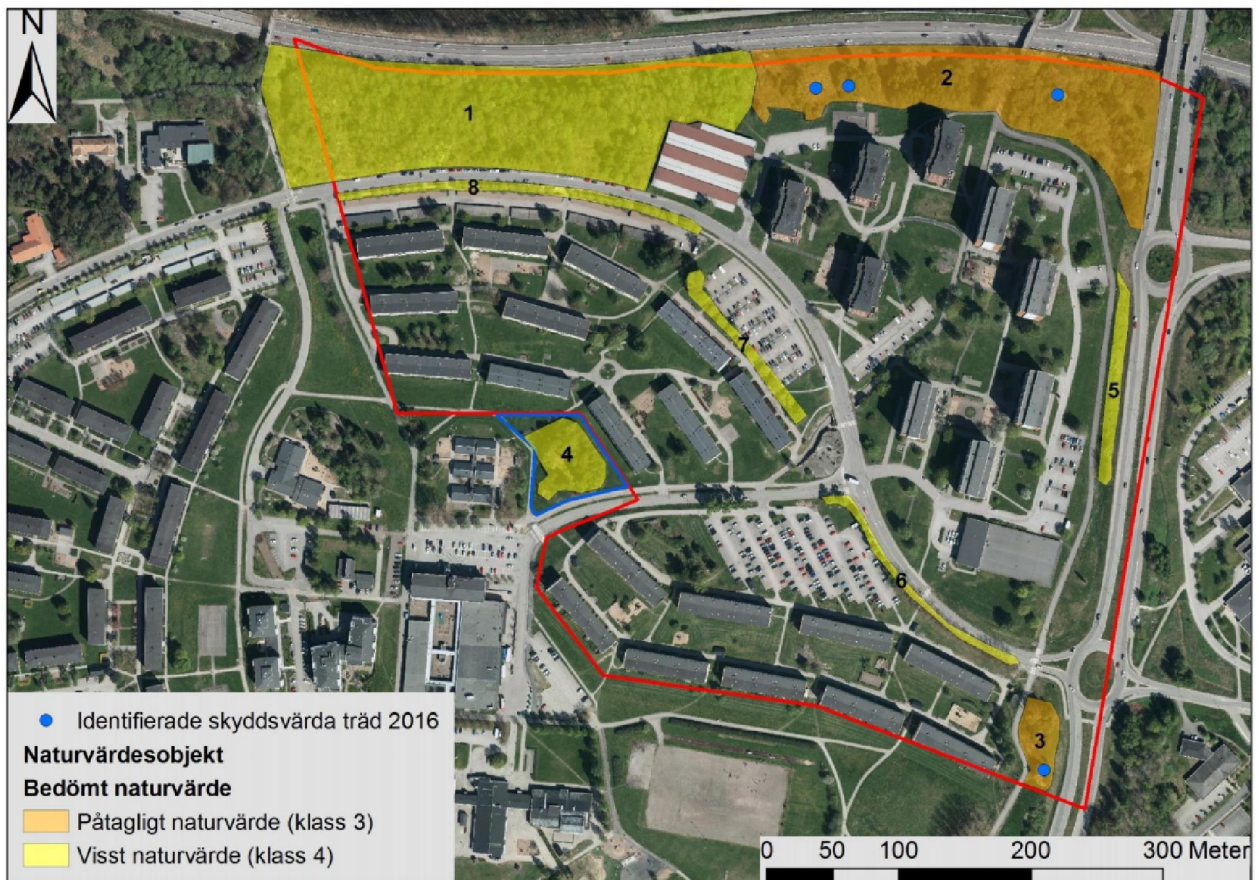 N
1
2
8
7
5
4
6
3
Identifierade skyddsvärda träd 2016
Naturvärdesobjekt
Bedömt naturvärde
Påtagligt naturvärde (klass 3)
Visst naturvärde (klass 4)
0 50 100 200 300 Meter